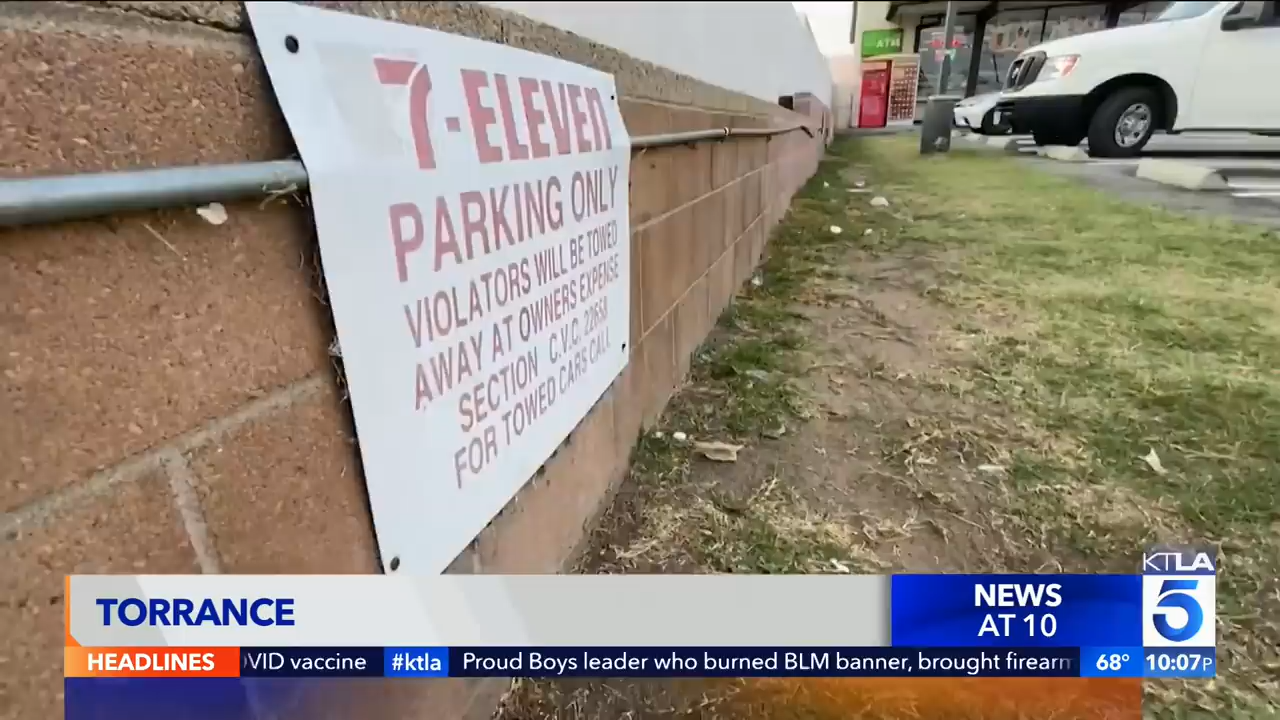 7-ELEVEn
PARKING ONLY
VIOLATORS WILL BE TOWED
AWAY AT OWNERS EXPENSE
SECTION C.V.C. 22658
FOR TOWED CARS CALL
ATM
TORRANCE
NEWS
AT 10
KTLA
5
HEADLINES
VID vaccine #ktla Proud Boys leader who burned BLM banner, brought firearm
68° 10:07P